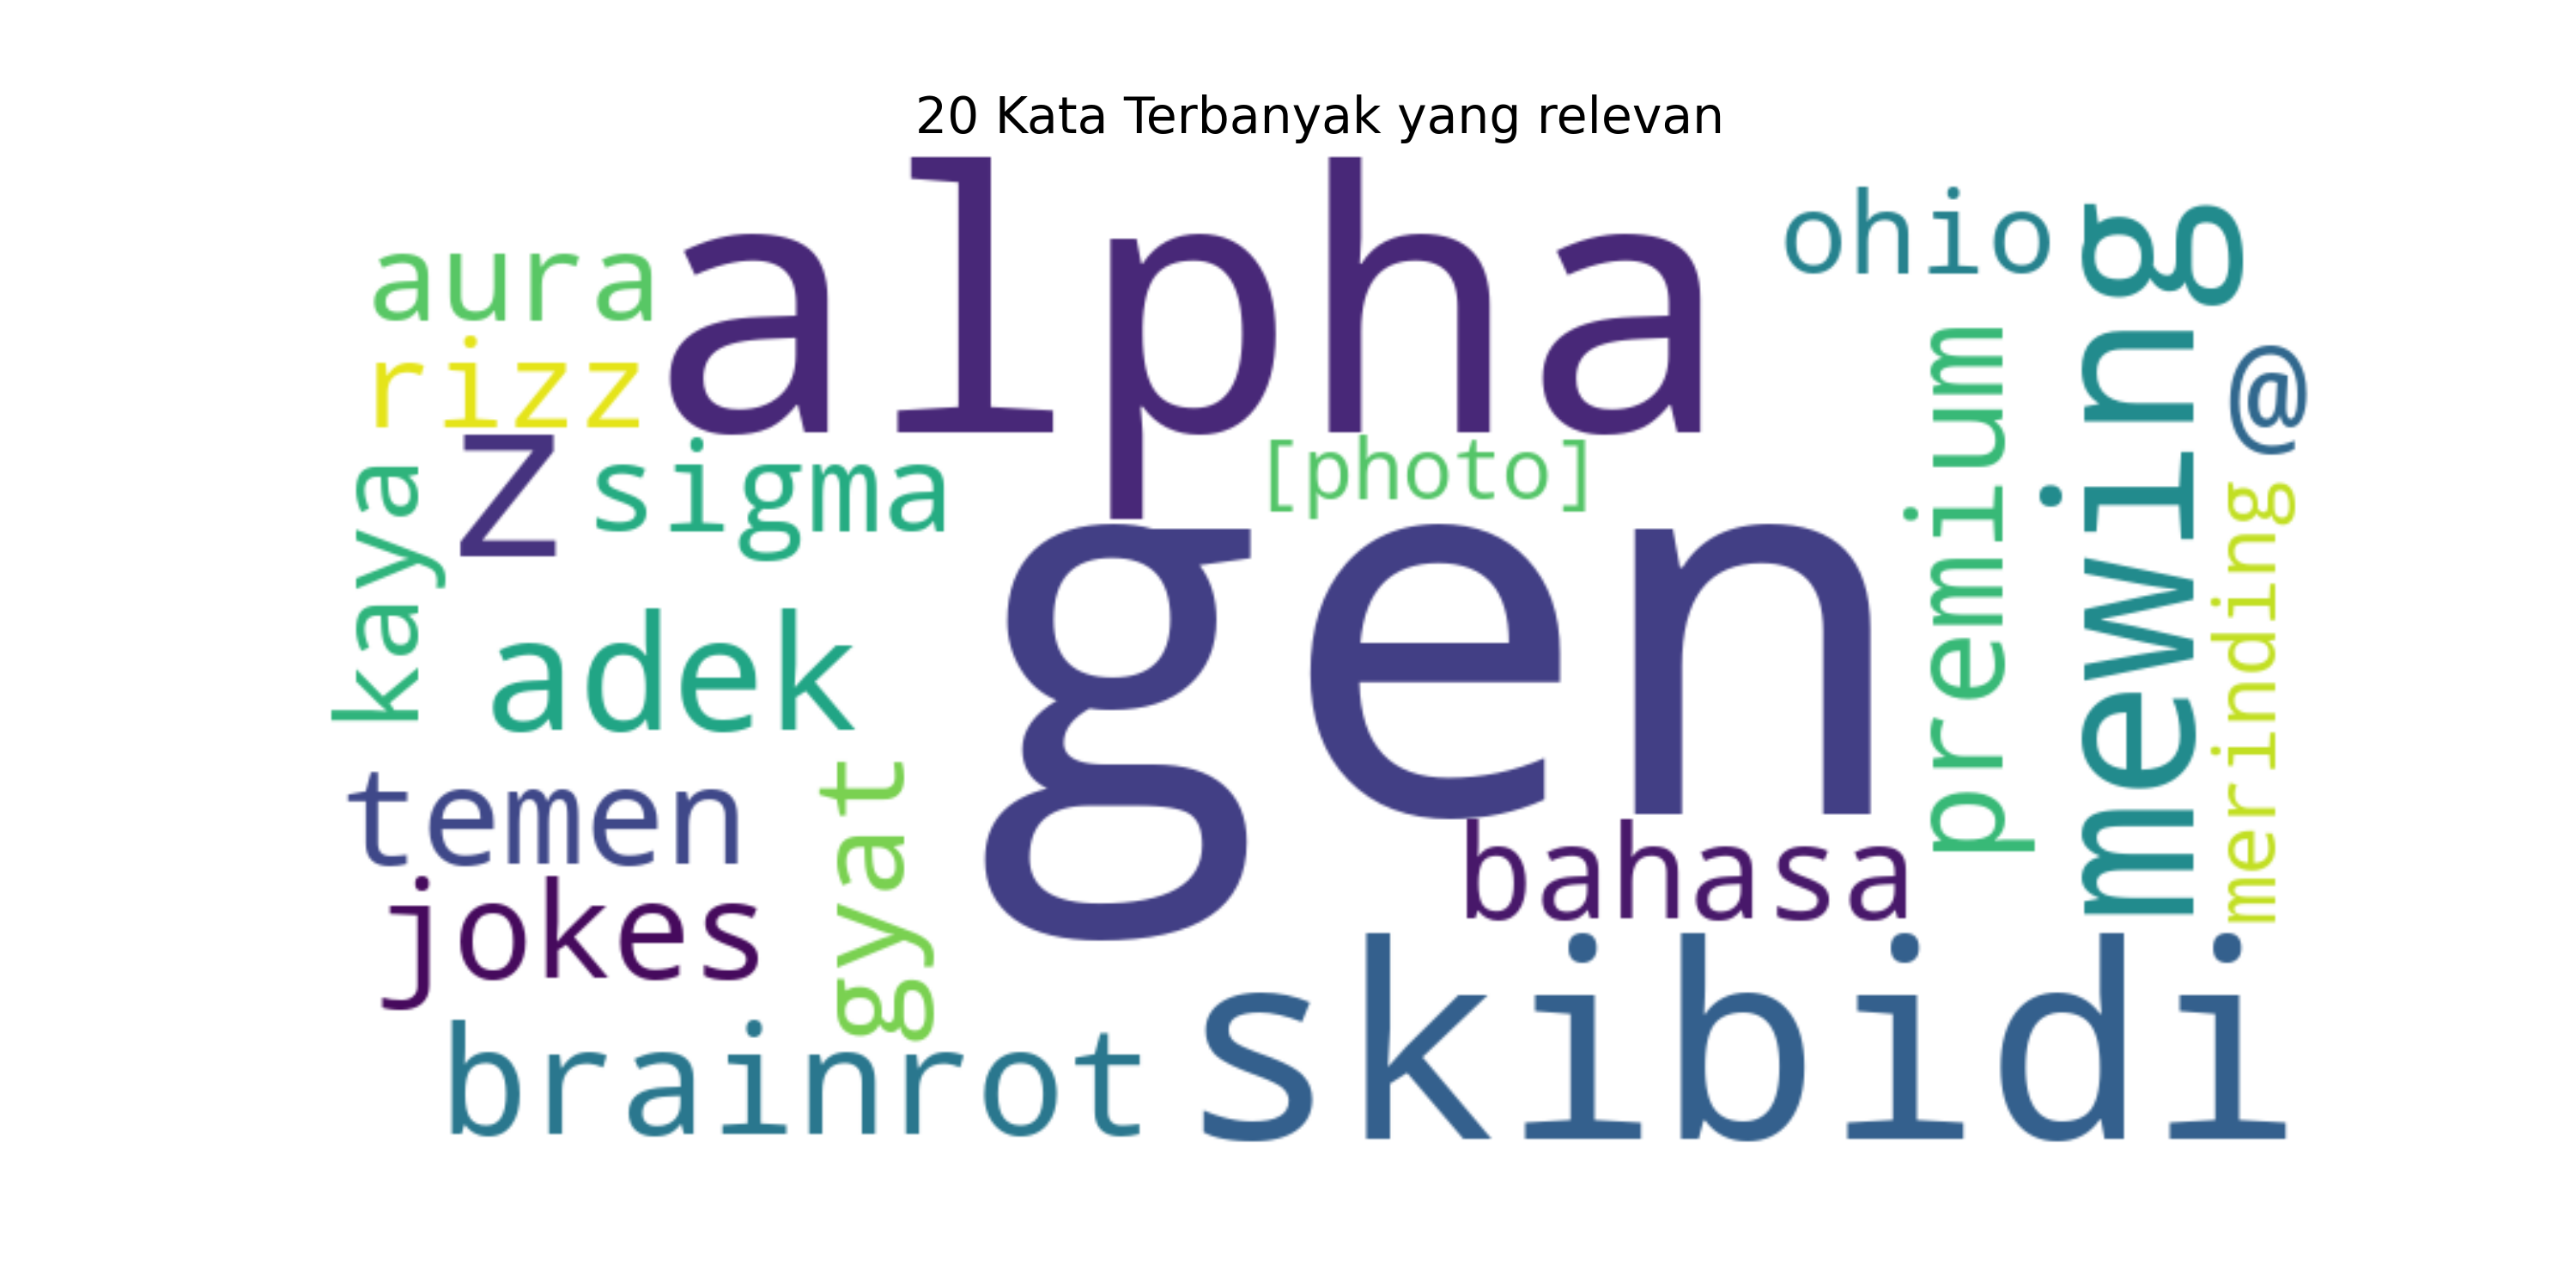 20 Kata Terbanyak yang relevan
alpha
ohio
aura
rizz
mewing
@
premium
z
sigma
[photo]
kaya
gen
merinding
adek
temen
gyat
bahasa
jokes
skibidi
brainrot